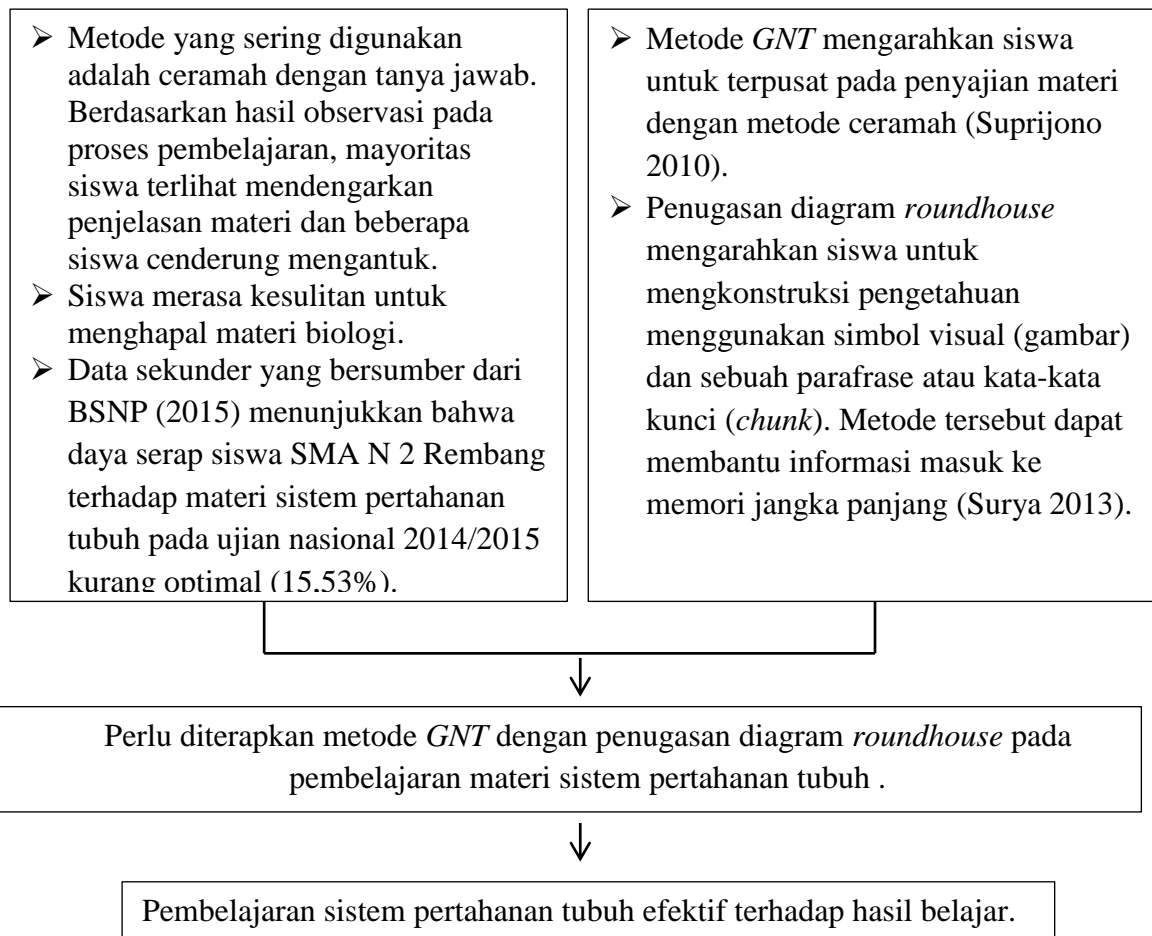 ➢ Metode yang sering digunakan
adalah ceramah dengan tanya jawab.
Berdasarkan hasil observasi pada
proses pembelajaran, mayoritas
siswa terlihat mendengarkan
penjelasan materi dan beberapa
siswa cenderung mengantuk.
➢ Siswa merasa kesulitan untuk
menghapal materi biologi.
➢ Data sekunder yang bersumber dari
BSNP (2015) menunjukkan bahwa
daya serap siswa SMA N 2 Rembang
terhadap materi sistem pertahanan
tubuh pada ujian nasional 2014/2015
kurang optimal (15,53%).
➢ Metode GNT mengarahkan siswa
untuk terpusat pada penyajian materi
dengan metode ceramah (Suprijono
2010).
➢ Penugasan diagram roundhouse
mengarahkan siswa untuk
mengkonstruksi pengetahuan
menggunakan simbol visual (gambar)
dan sebuah parafrase atau kata-kata
kunci (chunk). Metode tersebut dapat
membantu informasi masuk ke
memori jangka panjang (Surya 2013).
Perlu diterapkan metode GNT dengan penugasan diagram roundhouse pada
pembelajaran materi sistem pertahanan tubuh .
Pembelajaran sistem pertahanan tubuh efektif terhadap hasil belajar.